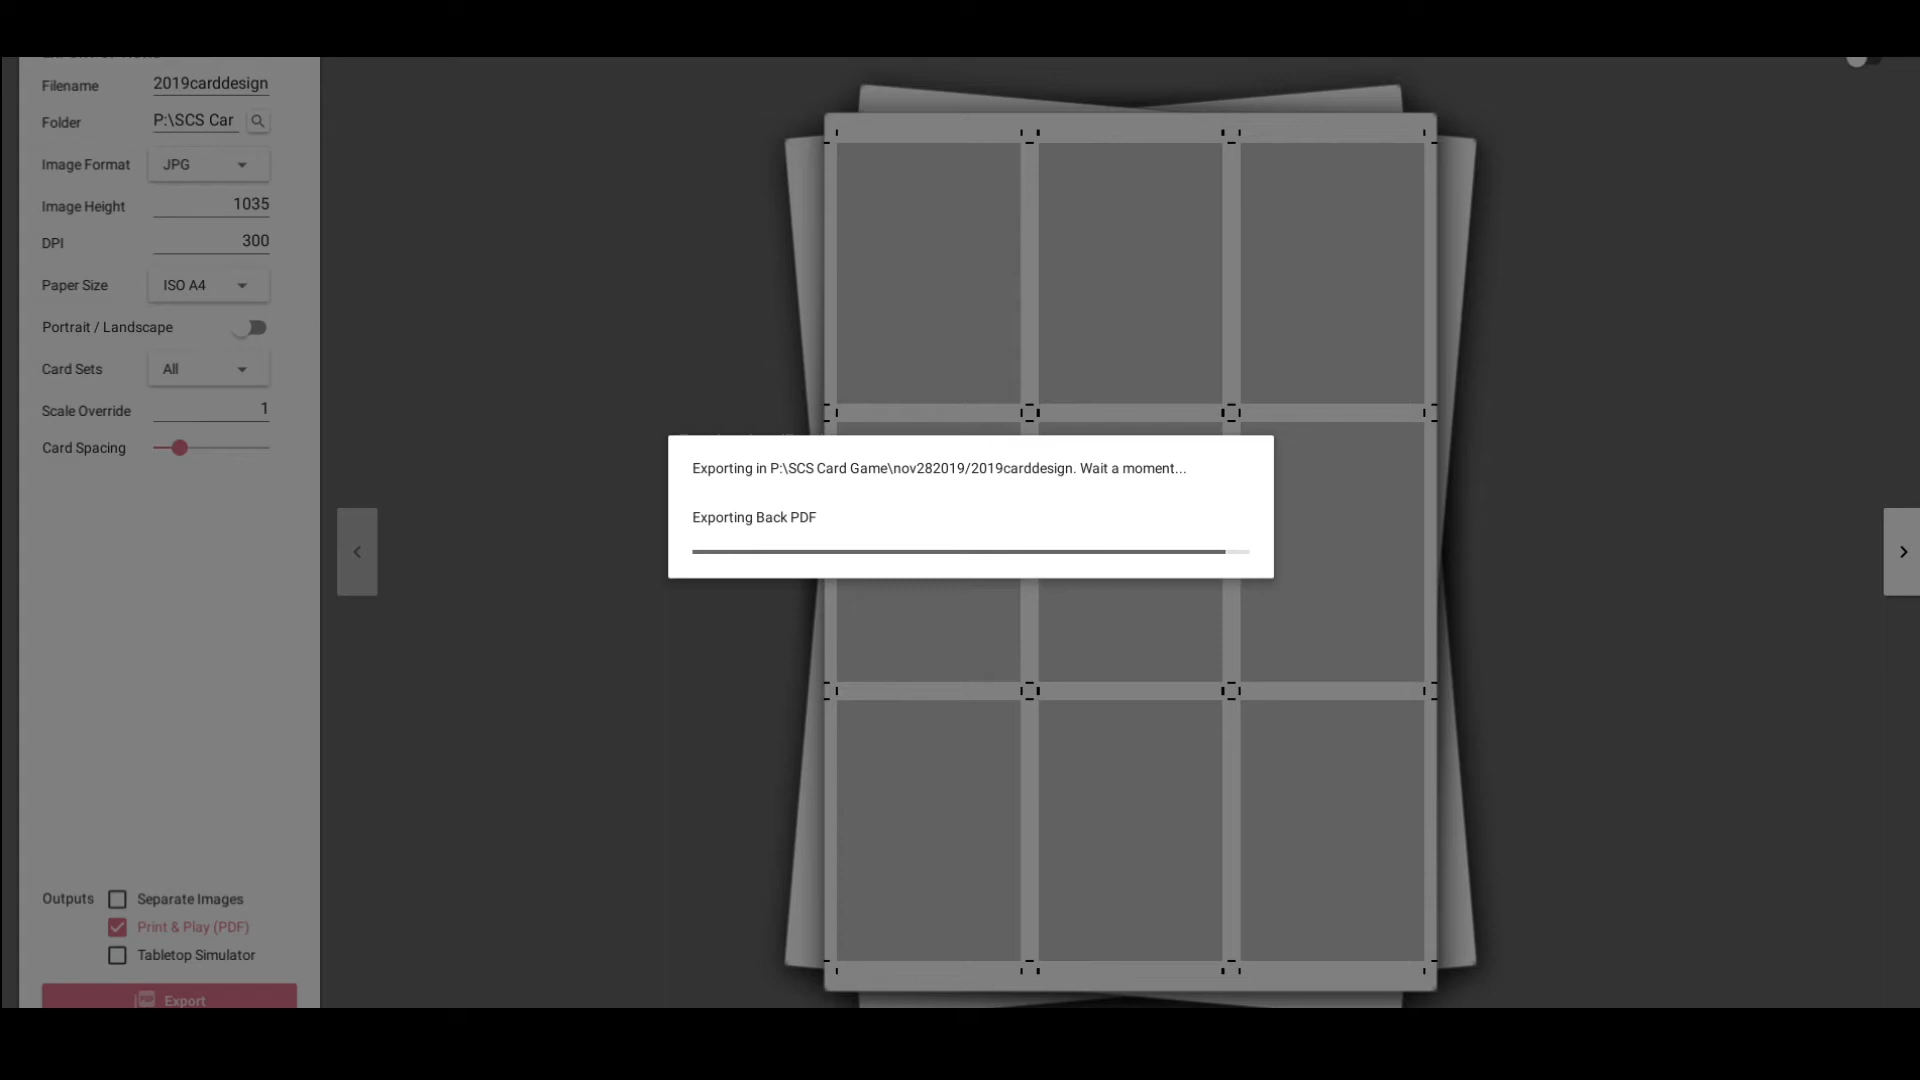 Filename 2019carddesign
Folder P:\SCS Car
Image Format JPG
Image Height 1035
DPI 300
Paper Size ISO A4
Portrait / Landscape
Card Sets All
Scale Override 1
Card Spacing
Exporting in P:\SCS Card Game\nov282019/2019carddesign. Wait a moment...
Exporting Back PDF
Outputs Separate Images
Print & Play (PDF)
Tabletop Simulator
Export